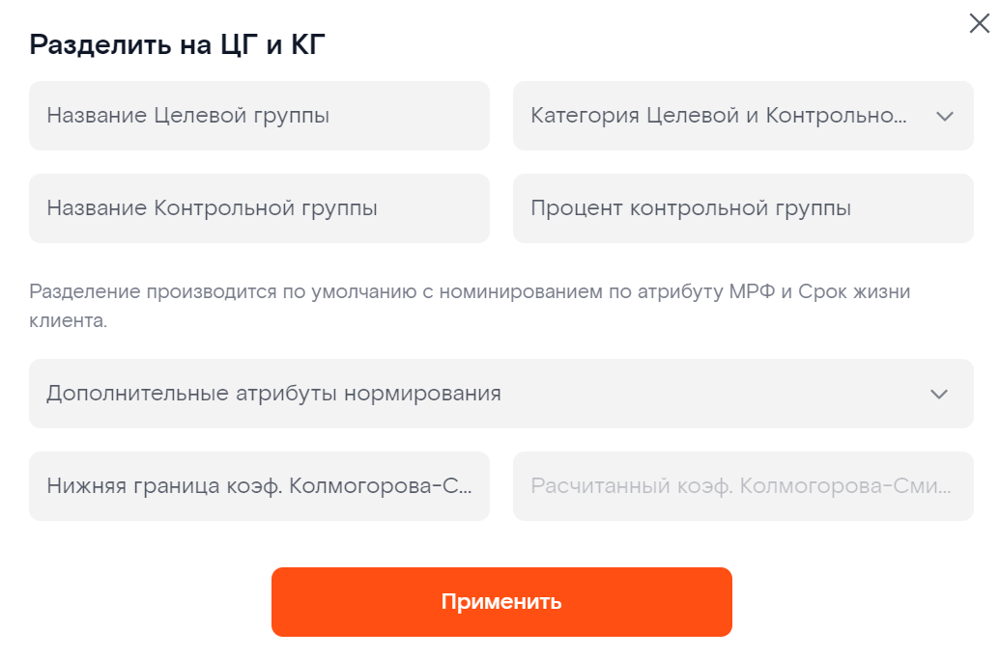 Разделить на ЦГ и КГ
Название Целевой группы
Категория Целевой и Контрольно...
Название Контрольной группы
Процент контрольной группы
Разделение производится по умолчанию с номинированием по атрибуту МРФ и Срок жизни
клиента.
Дополнительные атрибуты нормирования
Нижняя граница коэф. Колмогорова-С...
Расчитанный коэф. Колмогорова-Сми...
Применить